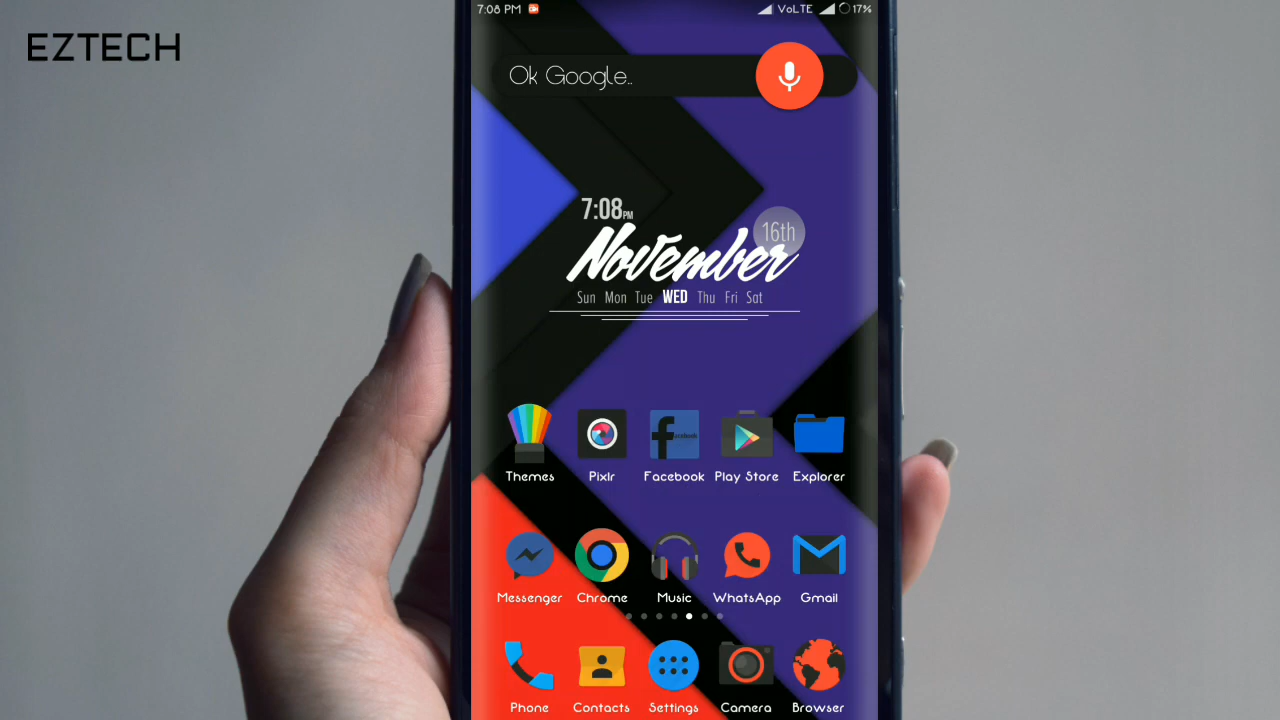 EZTECH
7:08 PM VoLTE 17%
Ok Google..
7:08PM
16th
November
Sun Mon Tue WED Thu Fri Sat
facebook
Themes Pixlr Facebook Play Store Explorer
Messenger Chrome Music WhatsApp Gmail
Phone Contacts Settings Camera Browser